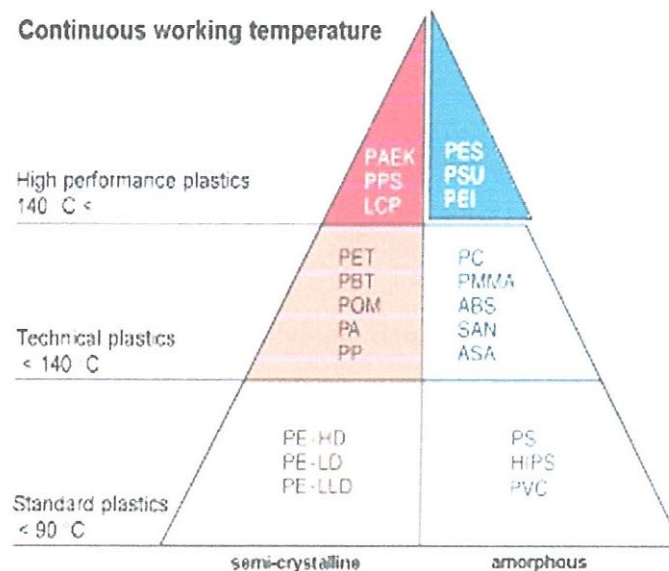 Continuous working temperature
PAEK
PPS
LCP
PES
PSU
PEI
High performance plastics
140 °C <
PET
PBT
POM
PA
PP
PC
PMMA
ABS
SAN
ASA
Technical plastics
< 140 °C
PE-HD
PE-LD
PE-LLD
PS
HIPS
PVC
Standard plastics
< 90 °C
semi-crystalline
amorphous